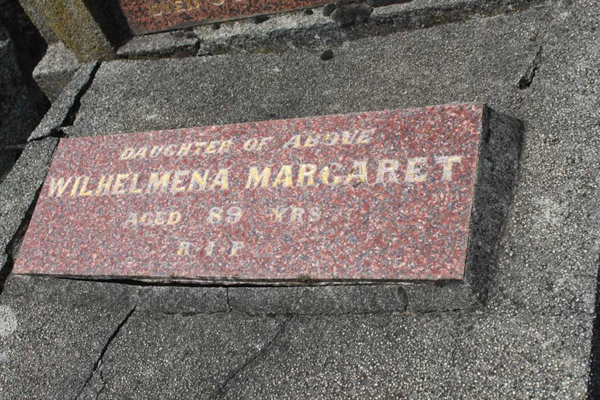 DAUGHTER OF ABOVE
WILHELMENA MARGARET
AGED 89 YRS
R I P